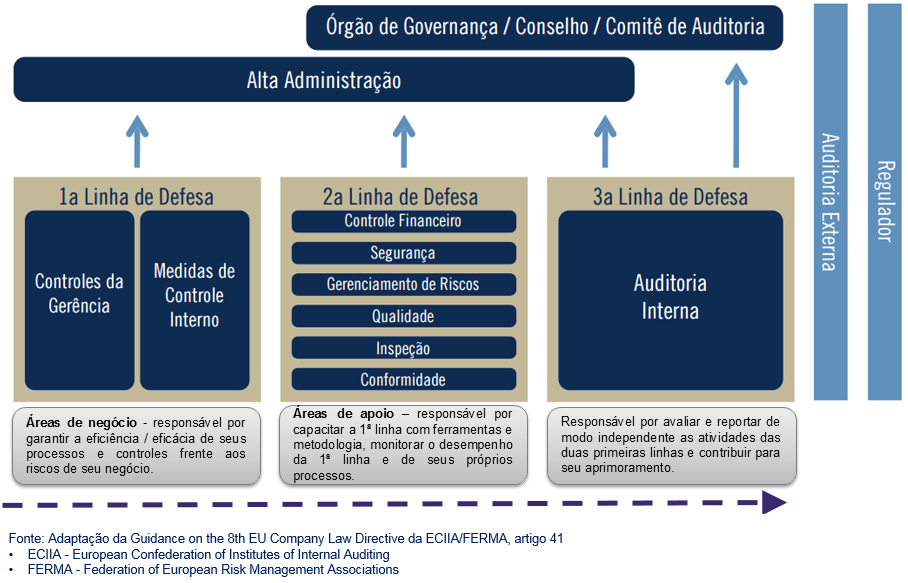 Órgão de Governança / Conselho / Comitê de Auditoria
Alta Administração
1a Linha de Defesa
Controles da
Gerência
Medidas de
Controle
Interno
2a Linha de Defesa
Controle Financeiro
Segurança
Gerenciamento de Riscos
Qualidade
Inspeção
Conformidade
3a Linha de Defesa
Auditoria
Interna
Auditoria Externa
Regulador
Áreas de negócio - responsável por
garantir a eficiência / eficácia de seus
processos e controles frente aos
riscos de seu negócio.
Áreas de apoio – responsável por
capacitar a 1ª linha com ferramentas e
metodologia, monitorar o desempenho
da 1ª linha e de seus próprios
processos.
Responsável por avaliar e reportar de
modo independente as atividades das
duas primeiras linhas e contribuir para
seu aprimoramento.
Fonte: Adaptação da Guidance on the 8th EU Company Law Directive da ECIIA/FERMA, artigo 41
• ECIIA - European Confederation of Institutes of Internal Auditing
• FERMA - Federation of European Risk Management Associations